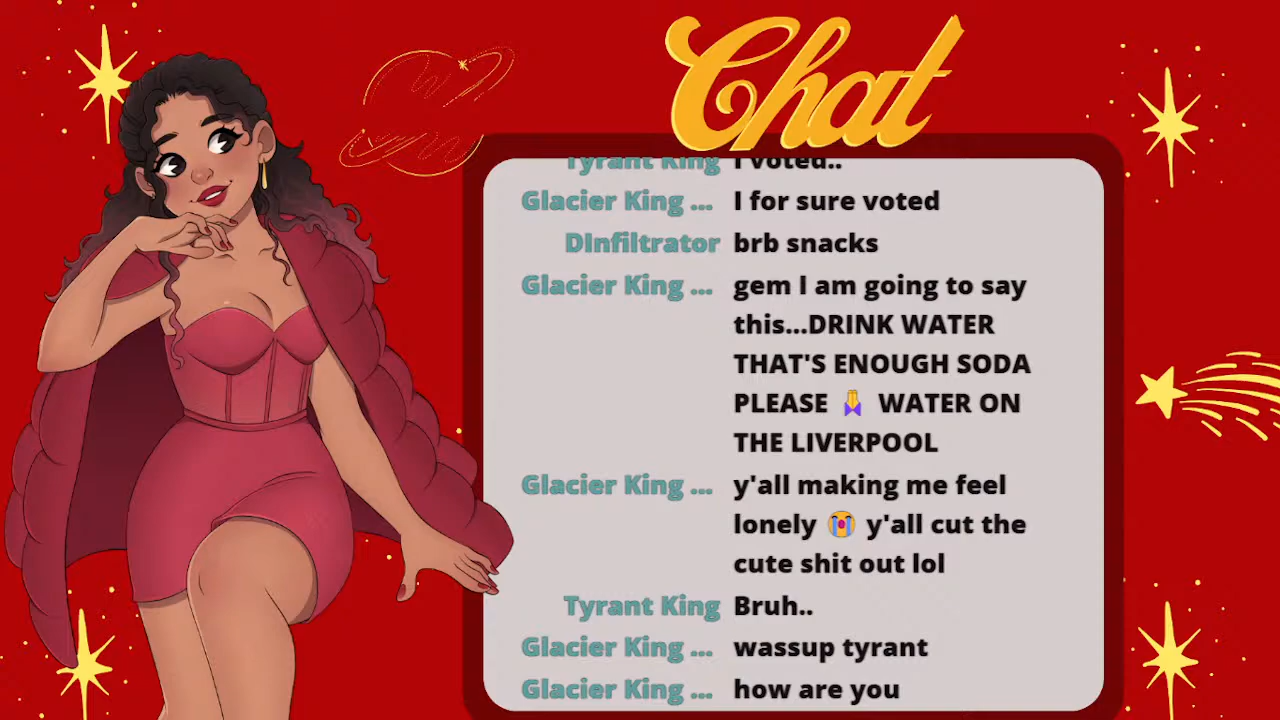 Chat
Tyrant King I voted..
Glacier King ... I for sure voted
DInfiltrator brb snacks
Glacier King ... gem I am going to say
this...DRINK WATER
THAT'S ENOUGH SODA
PLEASE 🙏 WATER ON
THE LIVERPOOL
Glacier King ... y'all making me feel
lonely 😭 y'all cut the
cute shit out lol
Tyrant King Bruh..
Glacier King ... wassup tyrant
Glacier King ... how are you